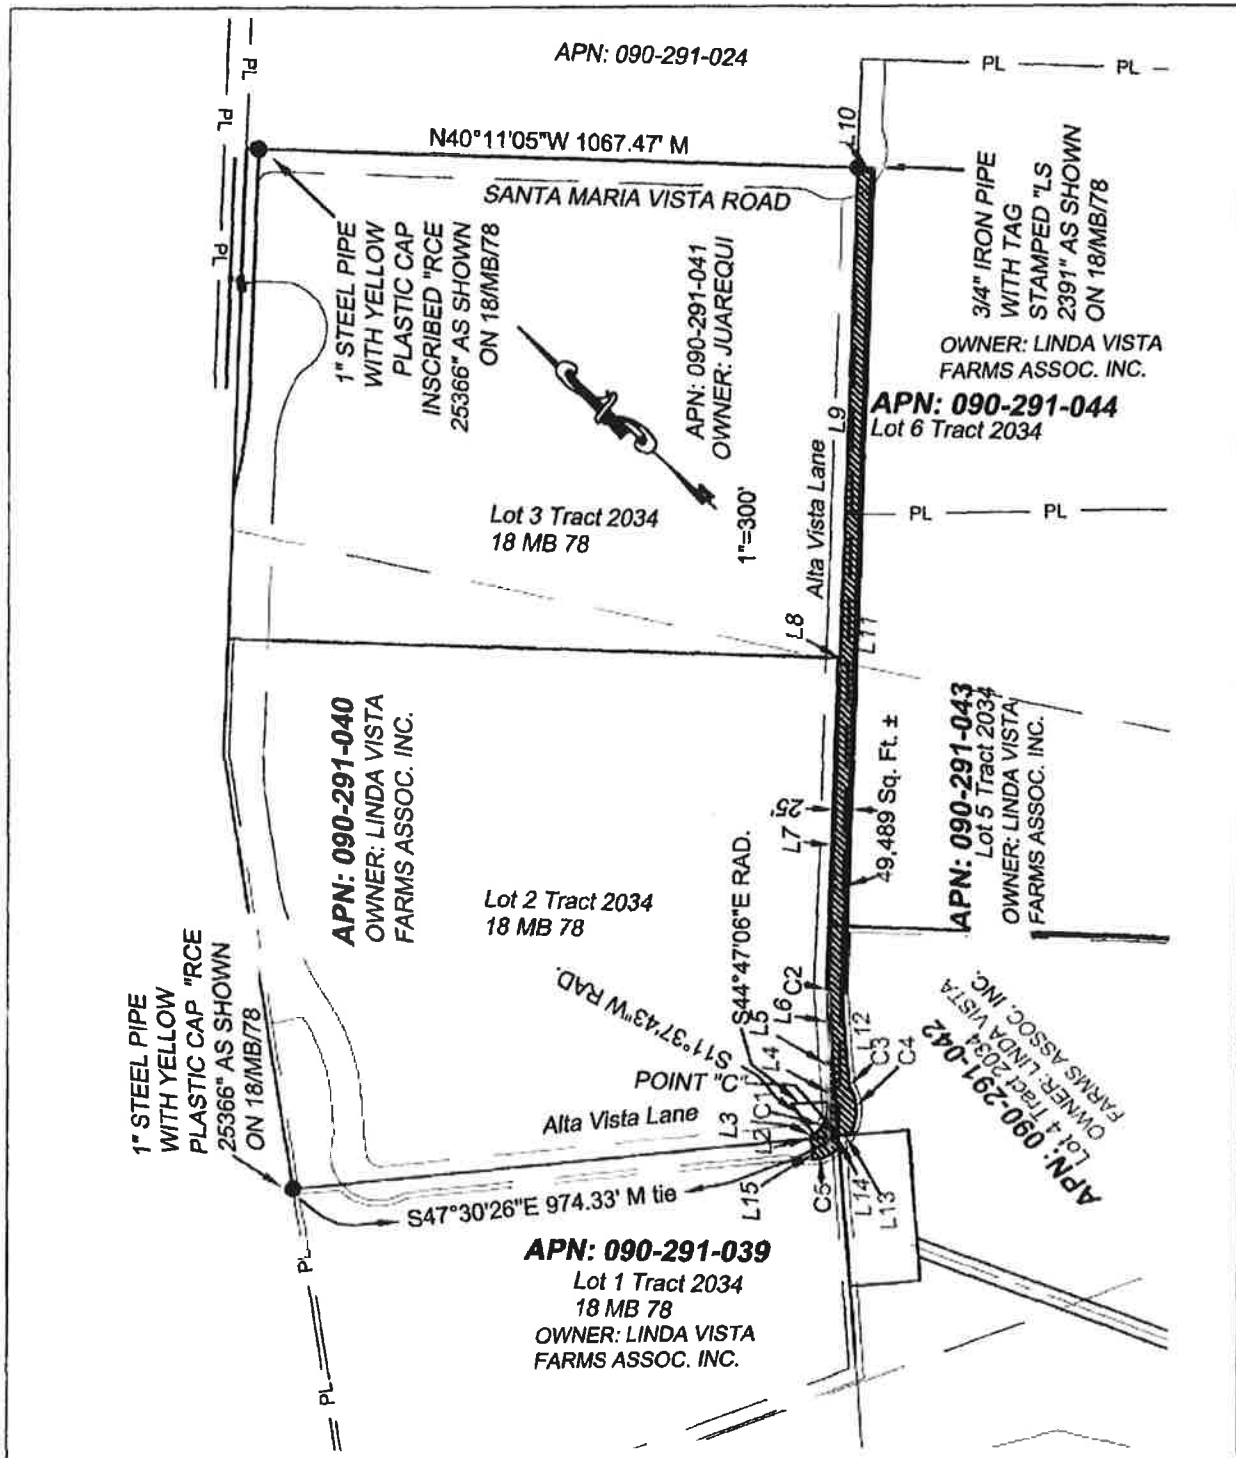 APN: 090-291-024
PL
PL
PL
PL
PL
N40°11'05"W 1067.47' M
L10
SANTA MARIA VISTA ROAD
1" STEEL PIPE
WITH YELLOW
PLASTIC CAP
INSCRIBED "RCE
25366" AS SHOWN
ON 18/MB/78
3/4" IRON PIPE
WITH TAG
STAMPED "LS
2391" AS SHOWN
ON 18/MB/78
APN: 090-291-041
OWNER: JUAREQUI
OWNER: LINDA VISTA
FARMS ASSOC. INC.
APN: 090-291-044
Lot 6 Tract 2034
L9
Alta Vista Lane
1"=300'
Lot 3 Tract 2034
18 MB 78
PL
PL
L8
L11
APN: 090-291-040
OWNER: LINDA VISTA
FARMS ASSOC. INC.
APN: 090-291-043
Lot 5 Tract 2034
OWNER: LINDA VISTA
FARMS ASSOC. INC.
25'
L7
49,489 Sq. Ft. ±
Lot 2 Tract 2034
18 MB 78
S44°47'06"E RAD.
S11°37'43"W RAD.
C2
L6
L5
L4
L12
C3
C4
1" STEEL PIPE
WITH YELLOW
PLASTIC CAP "RCE
25366" AS SHOWN
ON 18/MB/78
APN: 090-291-042
Lot 4 Tract 2034
OWNER: LINDA VISTA
FARMS ASSOC. INC.
POINT "C"
C1
L3
L2
Alta Vista Lane
L15
C5
L14
L13
S47°30'26"E 974.33' M tie
APN: 090-291-039
Lot 1 Tract 2034
18 MB 78
OWNER: LINDA VISTA
FARMS ASSOC. INC.
PL
PL